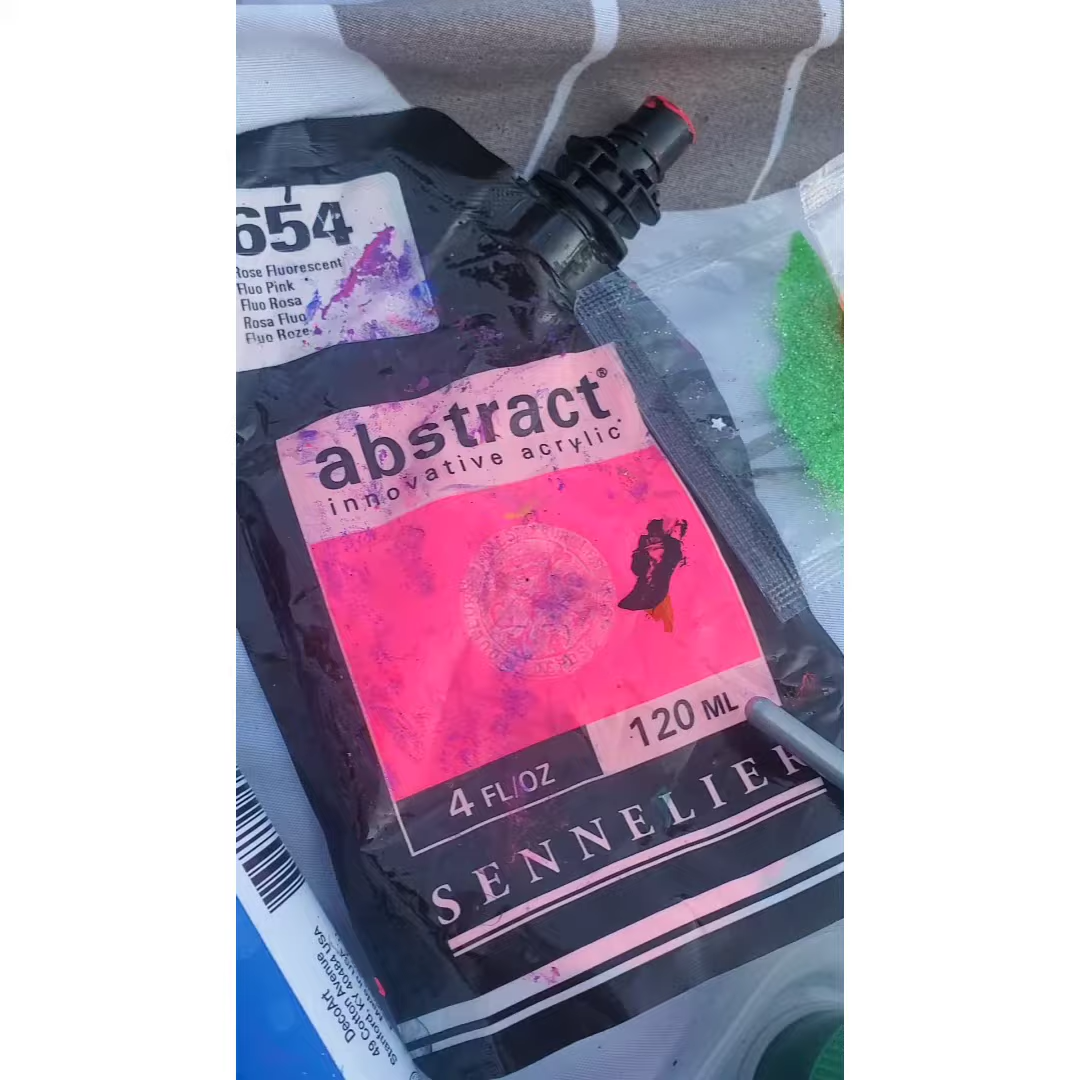 654
Rose Fluorescent
Fluo Pink
Fluo Rosa
Rosa Fluo
Fluo Roze
abstract®
innovative acrylic
120 ML
4 FL/OZ
SENNELIER
DecoArt
49 Cotton Avenue
Stanford, KY 40484 USA